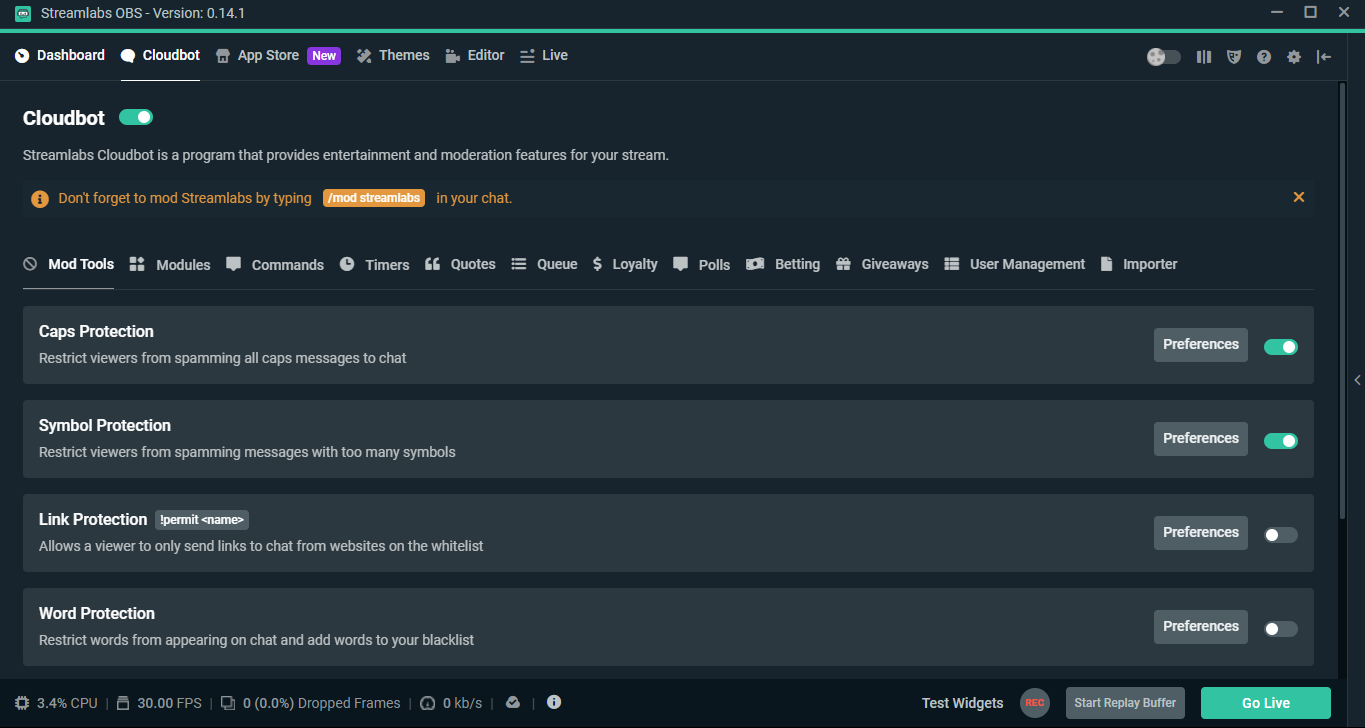 Streamlabs OBS - Version: 0.14.1
Dashboard Cloudbot App Store New Themes Editor Live
Cloudbot
Streamlabs Cloudbot is a program that provides entertainment and moderation features for your stream.
Don't forget to mod Streamlabs by typing /mod streamlabs in your chat.
Mod Tools Modules Commands Timers Quotes Queue Loyalty Polls Betting Giveaways User Management Importer
Caps Protection
Preferences
Restrict viewers from spamming all caps messages to chat
Symbol Protection
Preferences
Restrict viewers from spamming messages with too many symbols
Link Protection !permit <name>
Preferences
Allows a viewer to only send links to chat from websites on the whitelist
Word Protection
Preferences
Restrict words from appearing on chat and add words to your blacklist
3.4% CPU | 30.00 FPS | 0 (0.0%) Dropped Frames | 0 kb/s | | Test Widgets REC Start Replay Buffer Go Live